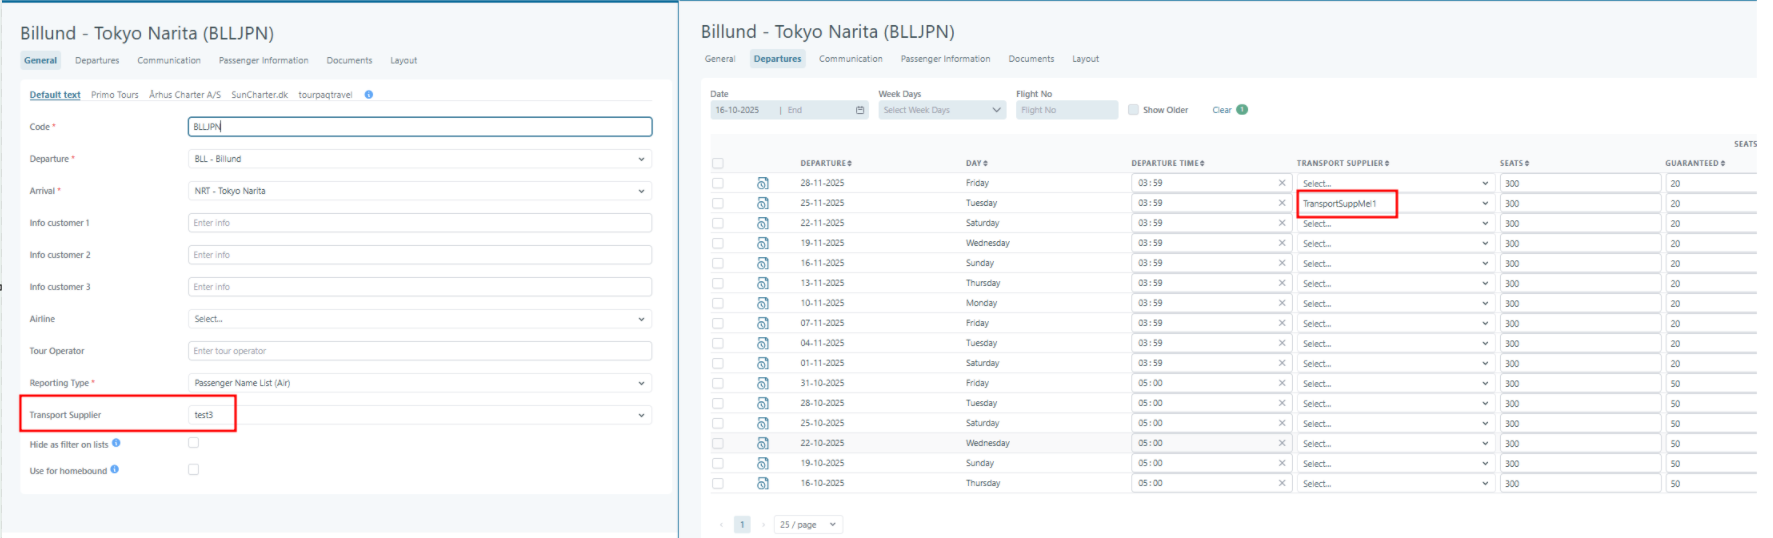 Billund - Tokyo Narita (BLLJPN)
General Departures Communication Passenger Information Documents Layout
Default text Primo Tours Århus Charter A/S SunCharter.dk tourpaqtravel
Code * BLLJPN
Departure * BLL - Billund
Arrival * NRT - Tokyo Narita
Info customer 1 Enter info
Info customer 2 Enter info
Info customer 3 Enter info
Airline Select...
Tour Operator Enter tour operator
Reporting Type * Passenger Name List (Air)
Transport Supplier test3
Hide as filter on lists
Use for homebound
Billund - Tokyo Narita (BLLJPN)
General Departures Communication Passenger Information Documents Layout
Date Week Days Flight No
16-10-2025 | End Select Week Days Flight No Show Older Clear 1
SEATS
DEPARTURE DAY DEPARTURE TIME TRANSPORT SUPPLIER SEATS GUARANTEED
28-11-2025 Friday 03:59 Select... 300 20
25-11-2025 Tuesday 03:59 TransportSuppMel1 300 20
22-11-2025 Saturday 03:59 Select... 300 20
19-11-2025 Wednesday 03:59 Select... 300 20
16-11-2025 Sunday 03:59 Select... 300 20
13-11-2025 Thursday 03:59 Select... 300 20
10-11-2025 Monday 03:59 Select... 300 20
07-11-2025 Friday 03:59 Select... 300 20
04-11-2025 Tuesday 03:59 Select... 300 20
01-11-2025 Saturday 03:59 Select... 300 20
31-10-2025 Friday 05:00 Select... 300 50
28-10-2025 Tuesday 05:00 Select... 300 50
25-10-2025 Saturday 05:00 Select... 300 50
22-10-2025 Wednesday 05:00 Select... 300 50
19-10-2025 Sunday 05:00 Select... 300 50
16-10-2025 Thursday 05:00 Select... 300 50
1 25 / page